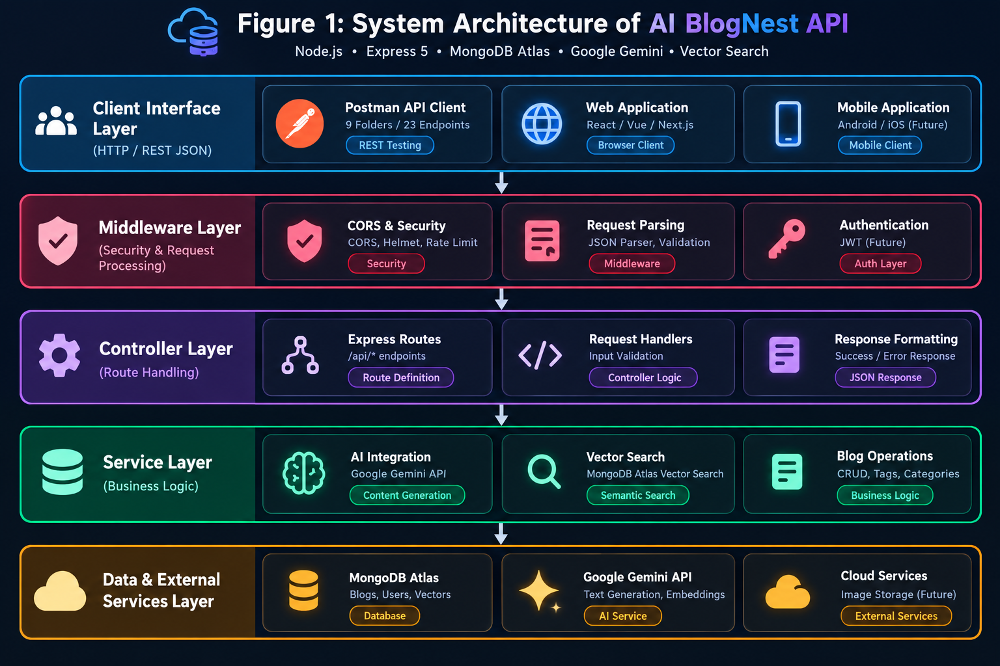 Figure 1: System Architecture of AI BlogNest API
Node.js • Express 5 • MongoDB Atlas • Google Gemini • Vector Search
Client Interface
Layer
(HTTP / REST JSON)
Postman API Client
9 Folders / 23 Endpoints
REST Testing
Web Application
React / Vue / Next.js
Browser Client
Mobile Application
Android / iOS (Future)
Mobile Client
Middleware Layer
(Security & Request
Processing)
CORS & Security
CORS, Helmet, Rate Limit
Security
Request Parsing
JSON Parser, Validation
Middleware
Authentication
JWT (Future)
Auth Layer
Controller Layer
(Route Handling)
Express Routes
/api/* endpoints
Route Definition
Request Handlers
Input Validation
Controller Logic
Response Formatting
Success / Error Response
JSON Response
Service Layer
(Business Logic)
AI Integration
Google Gemini API
Content Generation
Vector Search
MongoDB Atlas Vector Search
Semantic Search
Blog Operations
CRUD, Tags, Categories
Business Logic
Data & External
Services Layer
MongoDB Atlas
Blogs, Users, Vectors
Database
Google Gemini API
Text Generation, Embeddings
AI Service
Cloud Services
Image Storage (Future)
External Services